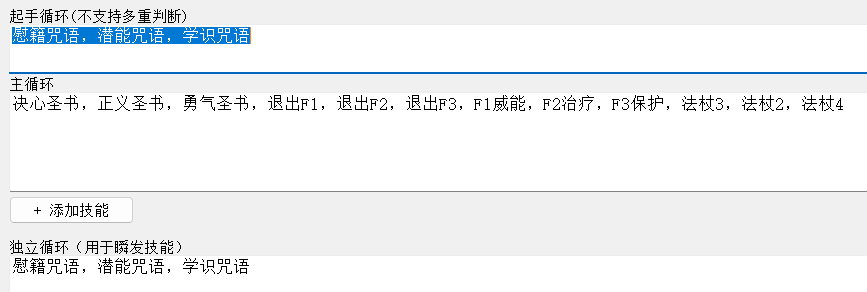 起手循环(不支持多重判断)
慰籍咒语，潜能咒语，学识咒语
主循环
决心圣书，正义圣书，勇气圣书，退出F1，退出F2，退出F3，F1威能，F2治疗，F3保护，法杖3，法杖2，法杖4
+ 添加技能
独立循环（用于瞬发技能）
慰籍咒语，潜能咒语，学识咒语